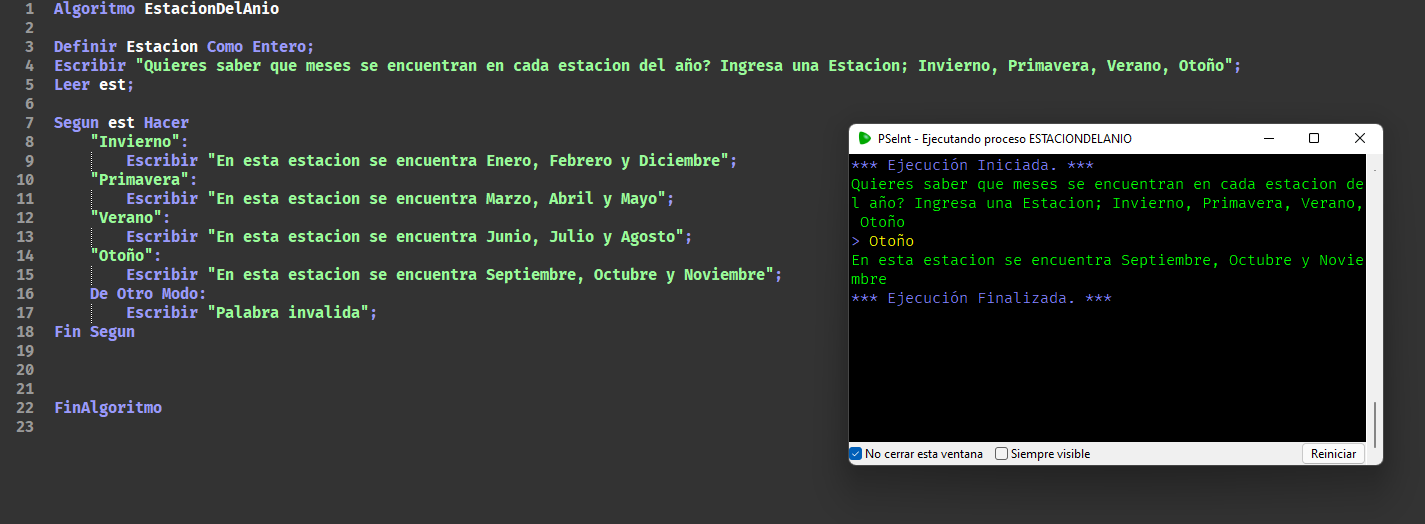 1 Algoritmo EstacionDelAnio
2
3 Definir Estacion Como Entero;
4 Escribir "Quieres saber que meses se encuentran en cada estacion del año? Ingresa una Estacion; Invierno, Primavera, Verano, Otoño";
5 Leer est;
6
7 Segun est Hacer
8 "Invierno":
9 Escribir "En esta estacion se encuentra Enero, Febrero y Diciembre";
10 "Primavera":
11 Escribir "En esta estacion se encuentra Marzo, Abril y Mayo";
12 "Verano":
13 Escribir "En esta estacion se encuentra Junio, Julio y Agosto";
14 "Otoño":
15 Escribir "En esta estacion se encuentra Septiembre, Octubre y Noviembre";
16 De Otro Modo:
17 Escribir "Palabra invalida";
18 Fin Segun
19
20
21
22 FinAlgoritmo
23
PSeInt - Ejecutando proceso ESTACIONDELANIO
*** Ejecución Iniciada. ***
Quieres saber que meses se encuentran en cada estacion de
l año? Ingresa una Estacion; Invierno, Primavera, Verano,
Otoño
> Otoño
En esta estacion se encuentra Septiembre, Octubre y Novie
mbre
*** Ejecución Finalizada. ***
No cerrar esta ventana Siempre visible Reiniciar